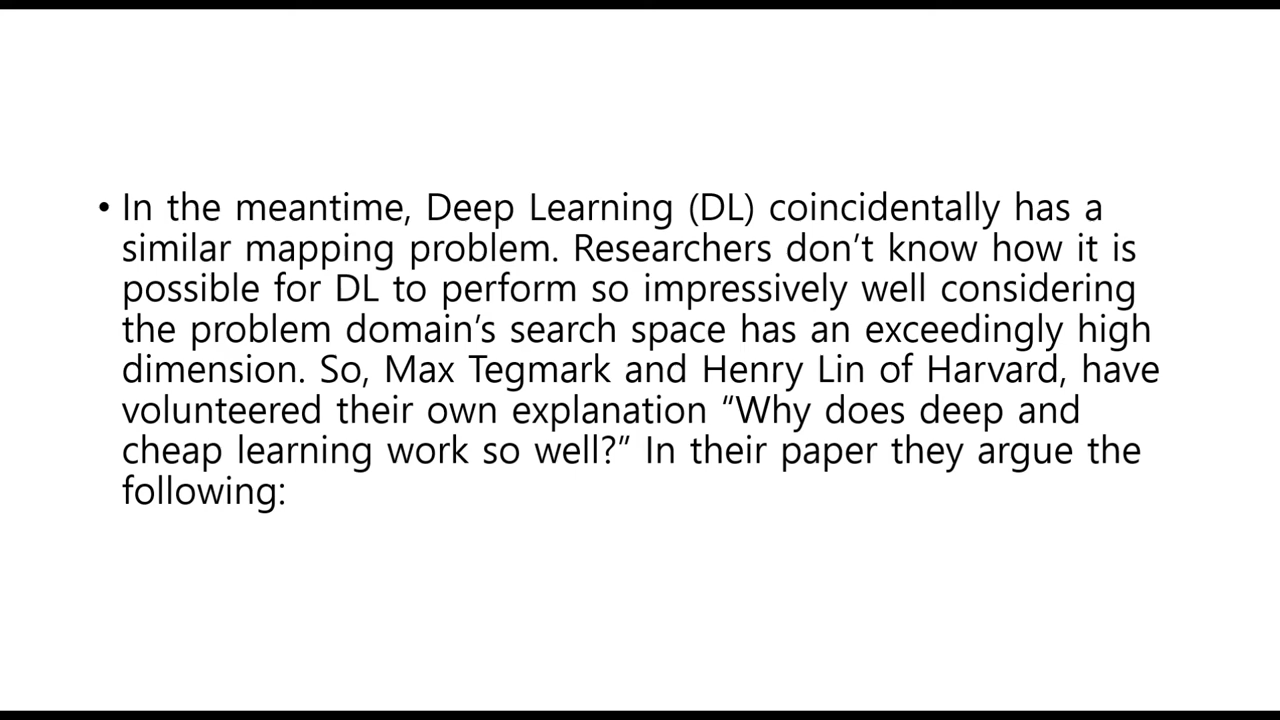 • In the meantime, Deep Learning (DL) coincidentally has a
similar mapping problem. Researchers don’t know how it is
possible for DL to perform so impressively well considering
the problem domain’s search space has an exceedingly high
dimension. So, Max Tegmark and Henry Lin of Harvard, have
volunteered their own explanation “Why does deep and
cheap learning work so well?” In their paper they argue the
following: